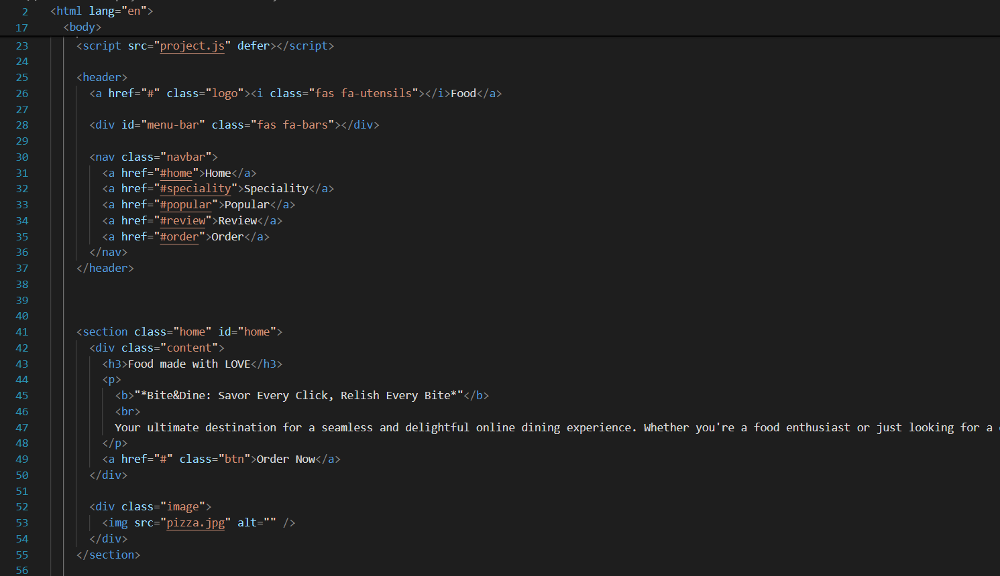 2 <html lang="en">
17 <body>
23 <script src="project.js" defer></script>
24
25 <header>
26 <a href="#" class="logo"><i class="fas fa-utensils"></i>Food</a>
27
28 <div id="menu-bar" class="fas fa-bars"></div>
29
30 <nav class="navbar">
31 <a href="#home">Home</a>
32 <a href="#speciality">Speciality</a>
33 <a href="#popular">Popular</a>
34 <a href="#review">Review</a>
35 <a href="#order">Order</a>
36 </nav>
37 </header>
38
39
40
41 <section class="home" id="home">
42 <div class="content">
43 <h3>Food made with LOVE</h3>
44 <p>
45 <b>"*Bite&Dine: Savor Every Click, Relish Every Bite*"</b>
46 <br>
47 Your ultimate destination for a seamless and delightful online dining experience. Whether you're a food enthusiast or just looking for a
48 </p>
49 <a href="#" class="btn">Order Now</a>
50 </div>
51
52 <div class="image">
53 <img src="pizza.jpg" alt="" />
54 </div>
55 </section>
56